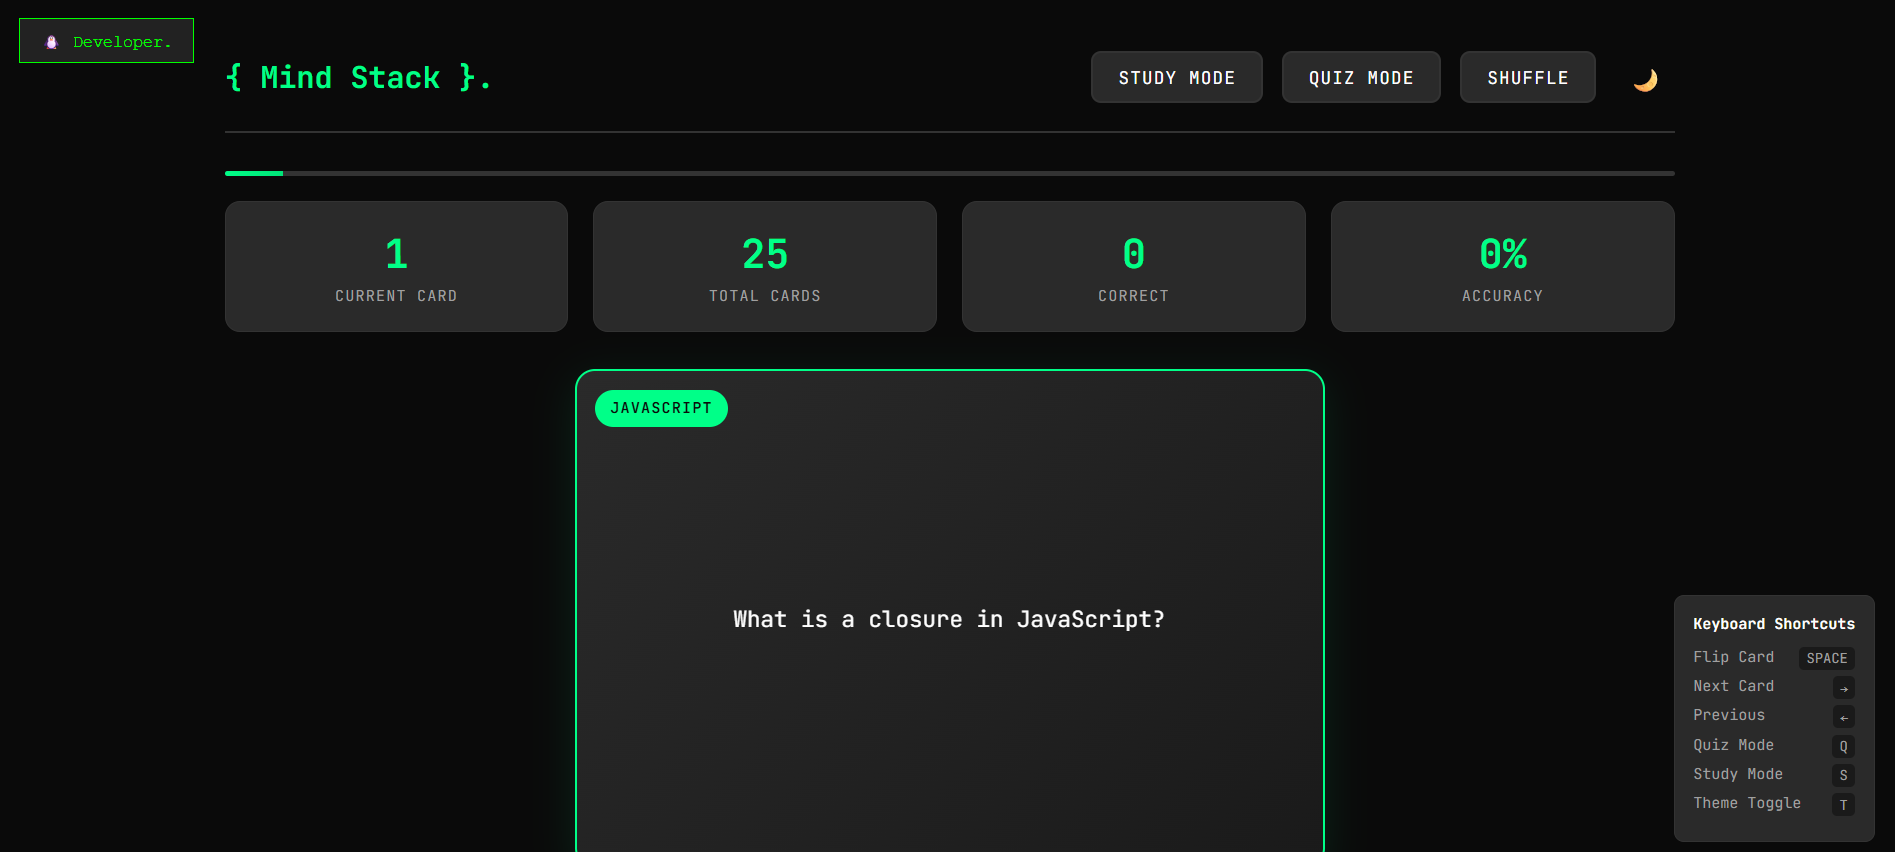 Developer.
{ Mind Stack }.
STUDY MODE
QUIZ MODE
SHUFFLE
1
CURRENT CARD
25
TOTAL CARDS
0
CORRECT
0%
ACCURACY
JAVASCRIPT
What is a closure in JavaScript?
Keyboard Shortcuts
Flip Card SPACE
Next Card →
Previous ←
Quiz Mode Q
Study Mode S
Theme Toggle T